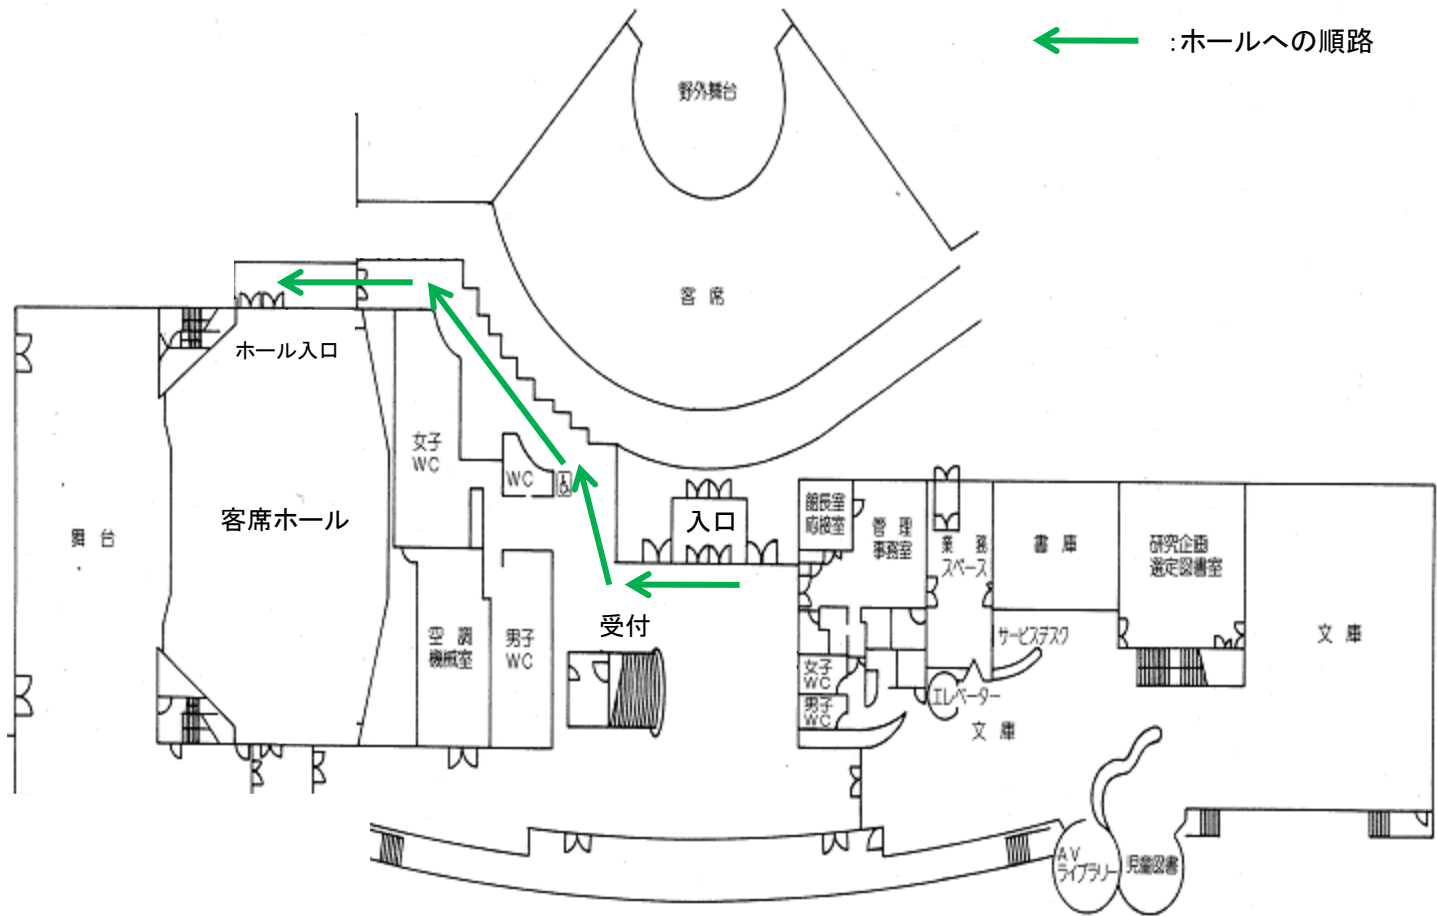 :ホールへの順路
野外舞台
客席
ホール入口
女子
WC
WC
客席ホール
舞台
入口
館長室
応接室
管理
事務室
業務
スペース
書庫
研究企画
選定図書室
文庫
受付
空調
機械室
男子
WC
サービスデスク
女子
WC
男子
WC
エレベーター
文庫
AV
ライブラリー
児童図書